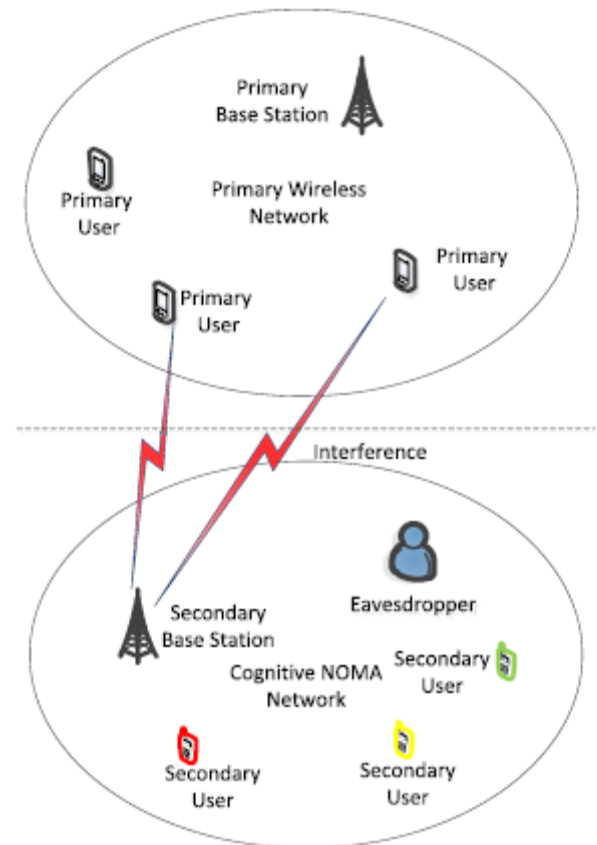 Primary
Base Station
Primary
User
Primary Wireless
Network
Primary
User
Primary
User
Interference
Eavesdropper
Secondary
Base Station
Cognitive NOMA
Network
Secondary
User
Secondary
User
Secondary
User